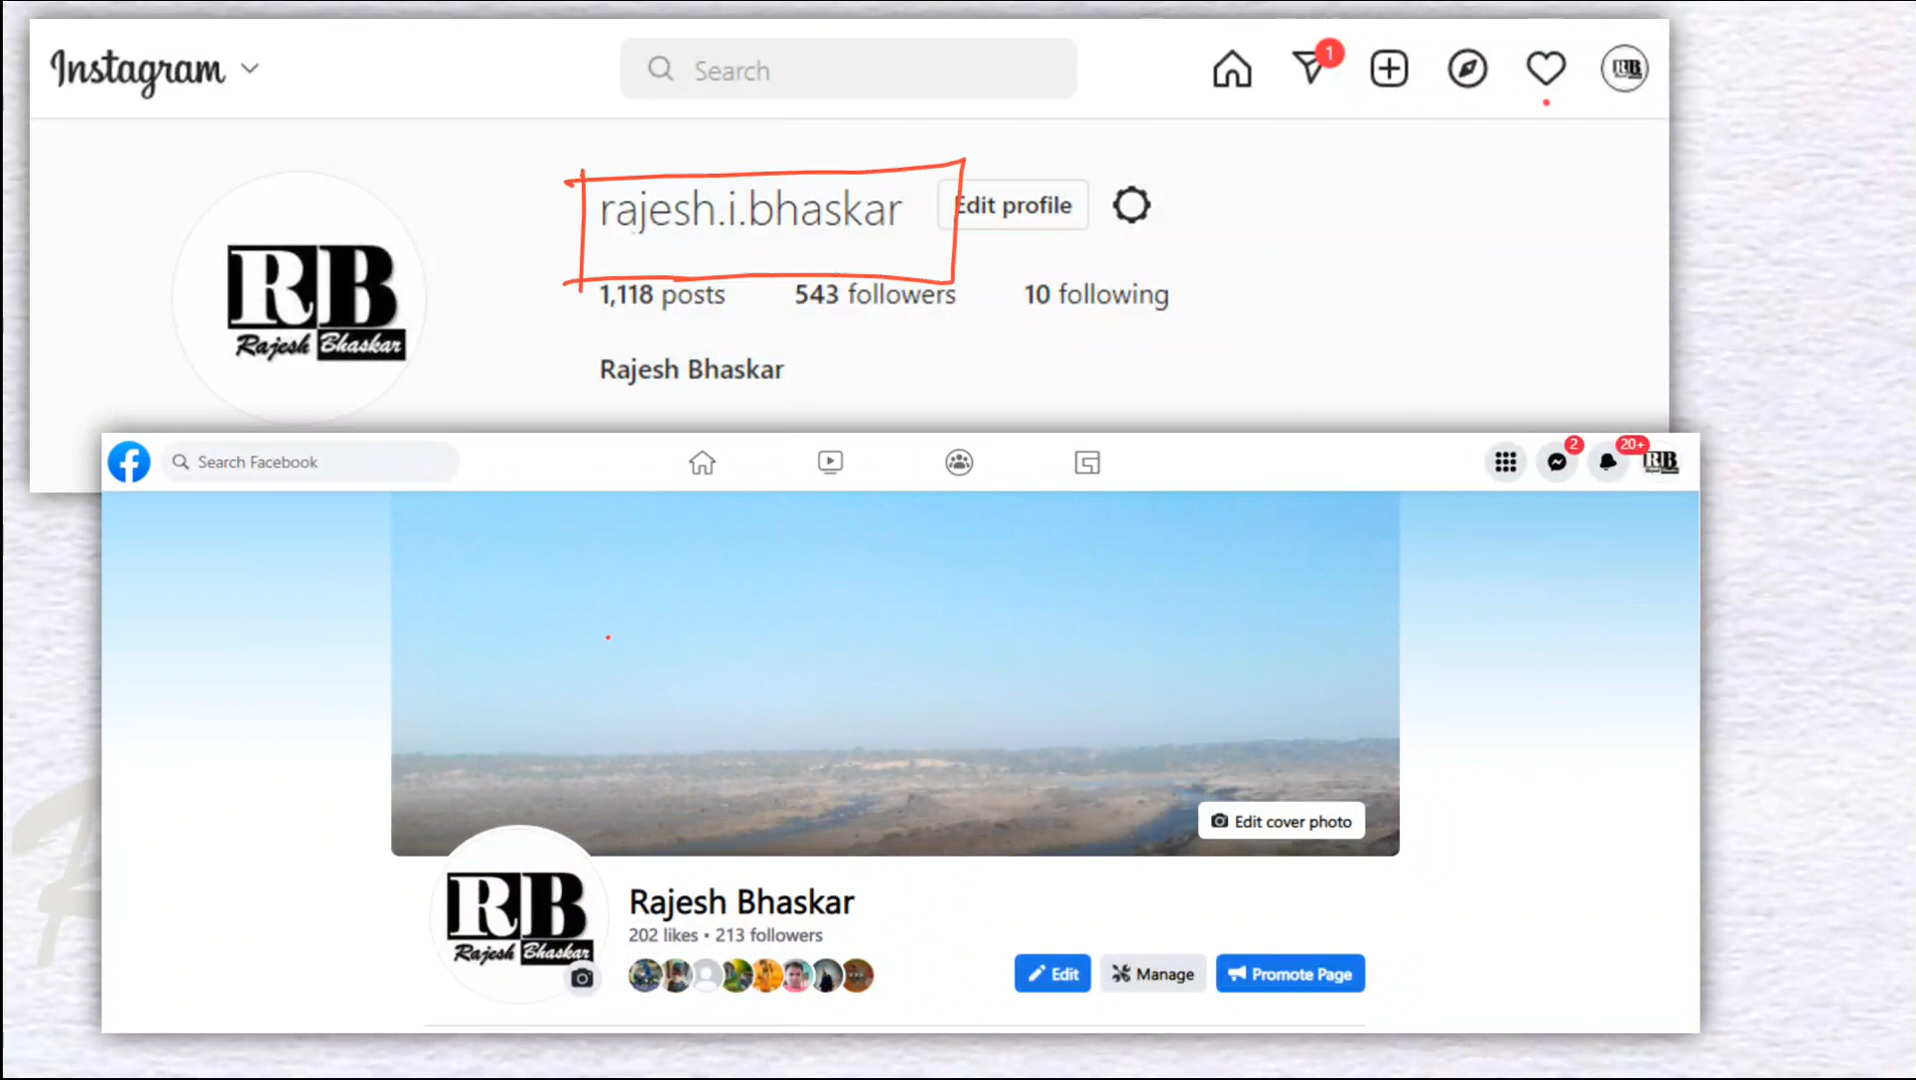 Instagram
Search
1
RB
rajesh.i.bhaskar
Edit profile
1,118 posts
543 followers
10 following
RB
Rajesh Bhaskar
Rajesh Bhaskar
Search Facebook
2
20+
RB
Edit cover photo
RB
Rajesh Bhaskar
Rajesh Bhaskar
202 likes • 213 followers
Edit
Manage
Promote Page